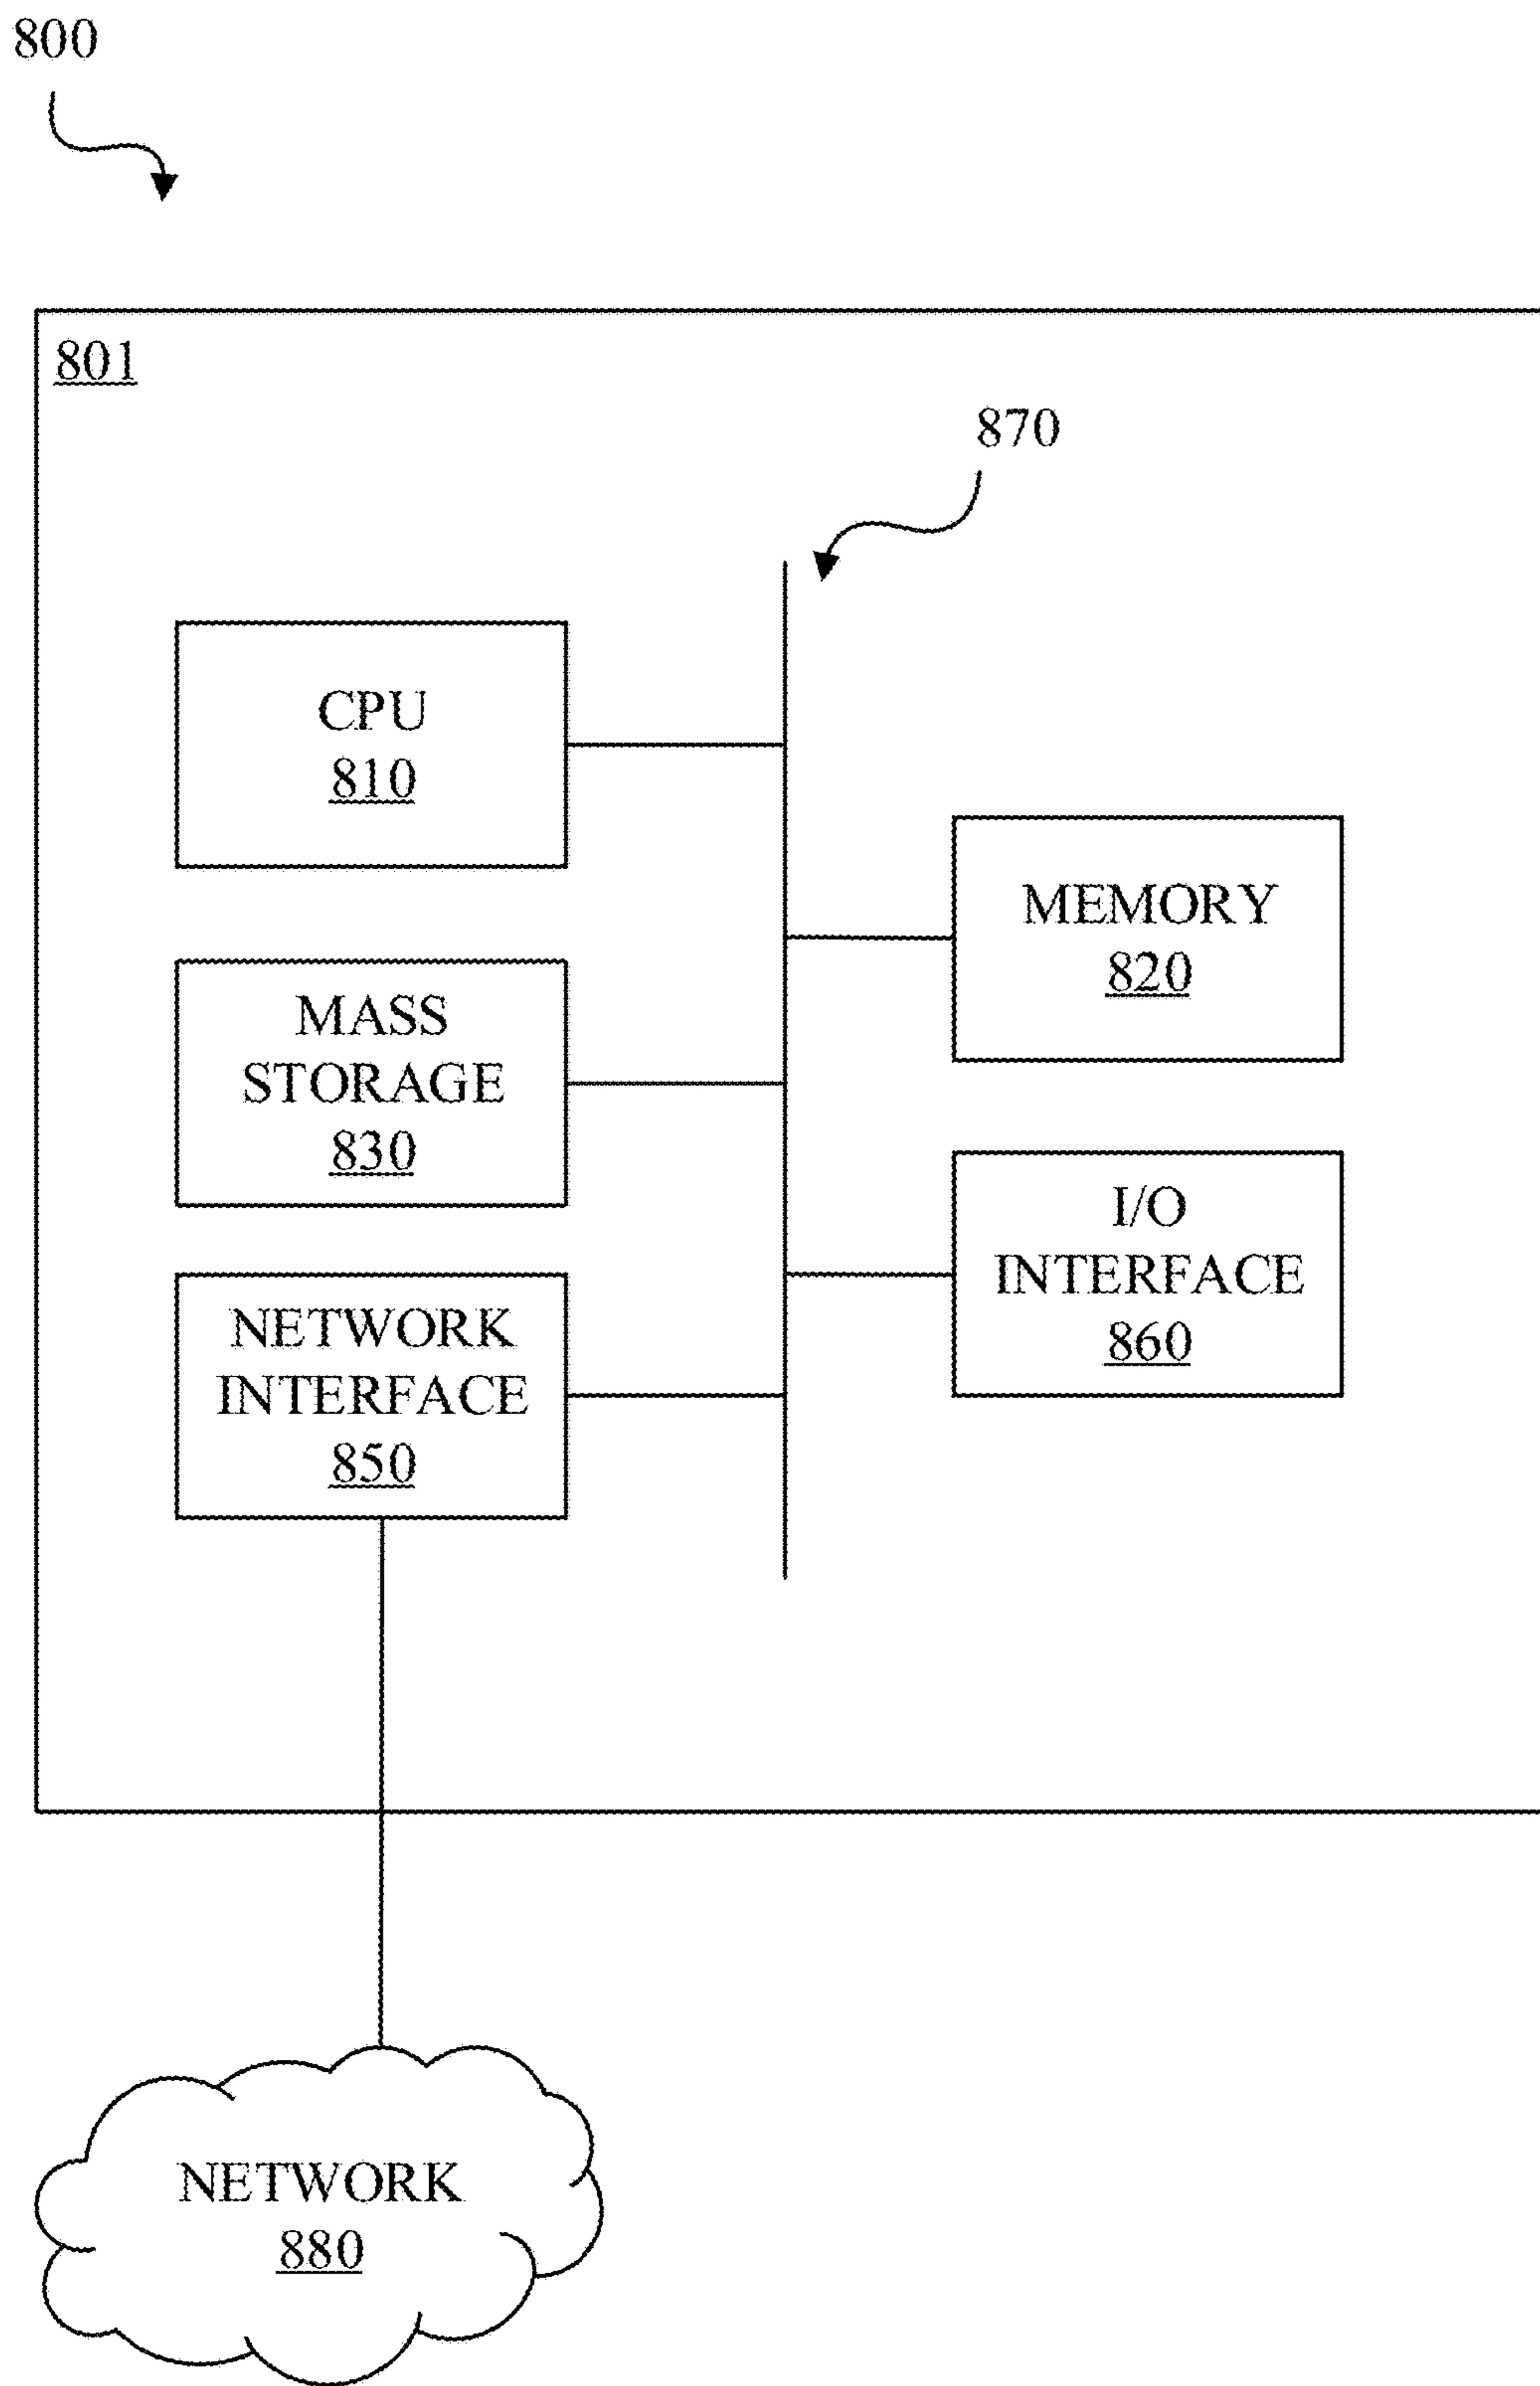 800
801
870
CPU
810
MEMORY
820
MASS
STORAGE
830
I/O
INTERFACE
860
NETWORK
INTERFACE
850
NETWORK
880